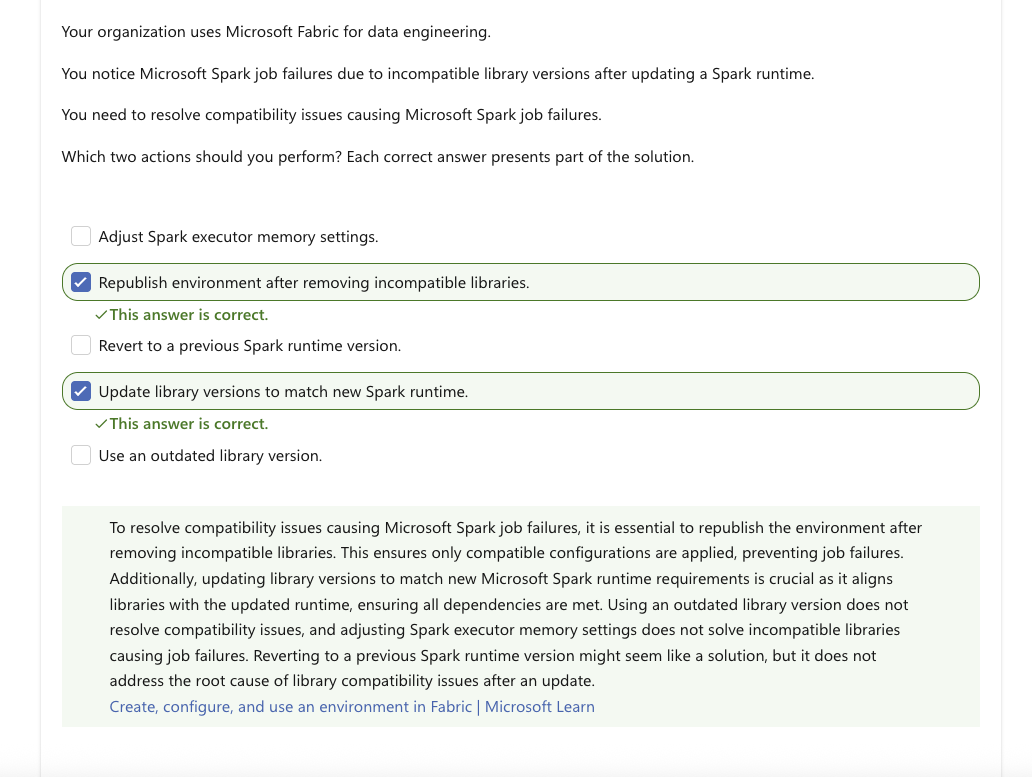 Your organization uses Microsoft Fabric for data engineering.
You notice Microsoft Spark job failures due to incompatible library versions after updating a Spark runtime.
You need to resolve compatibility issues causing Microsoft Spark job failures.
Which two actions should you perform? Each correct answer presents part of the solution.
Adjust Spark executor memory settings.
Republish environment after removing incompatible libraries.
This answer is correct.
Revert to a previous Spark runtime version.
Update library versions to match new Spark runtime.
This answer is correct.
Use an outdated library version.
To resolve compatibility issues causing Microsoft Spark job failures, it is essential to republish the environment after
removing incompatible libraries. This ensures only compatible configurations are applied, preventing job failures.
Additionally, updating library versions to match new Microsoft Spark runtime requirements is crucial as it aligns
libraries with the updated runtime, ensuring all dependencies are met. Using an outdated library version does not
resolve compatibility issues, and adjusting Spark executor memory settings does not solve incompatible libraries
causing job failures. Reverting to a previous Spark runtime version might seem like a solution, but it does not
address the root cause of library compatibility issues after an update.
Create, configure, and use an environment in Fabric | Microsoft Learn